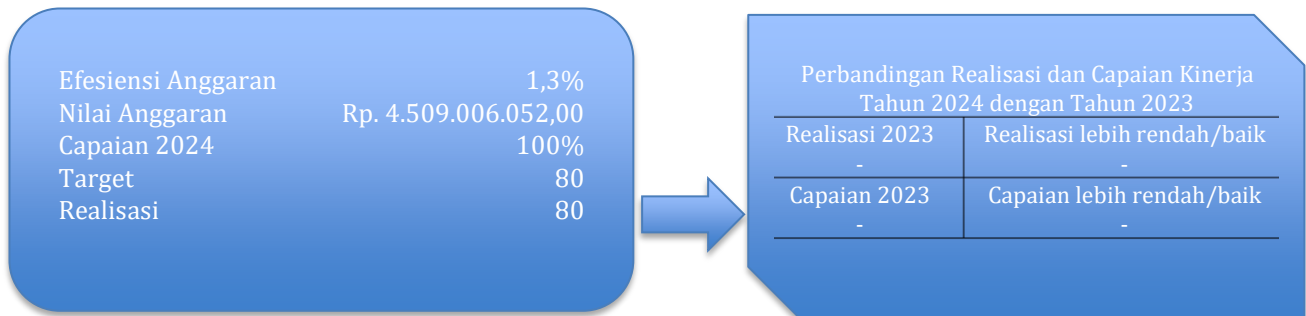 Efesiensi Anggaran 1,3%
Nilai Anggaran Rp. 4.509.006.052,00
Capaian 2024 100%
Target 80
Realisasi 80
Perbandingan Realisasi dan Capaian Kinerja
Tahun 2024 dengan Tahun 2023
Realisasi 2023 Realisasi lebih rendah/baik
- -
Capaian 2023 Capaian lebih rendah/baik
- -